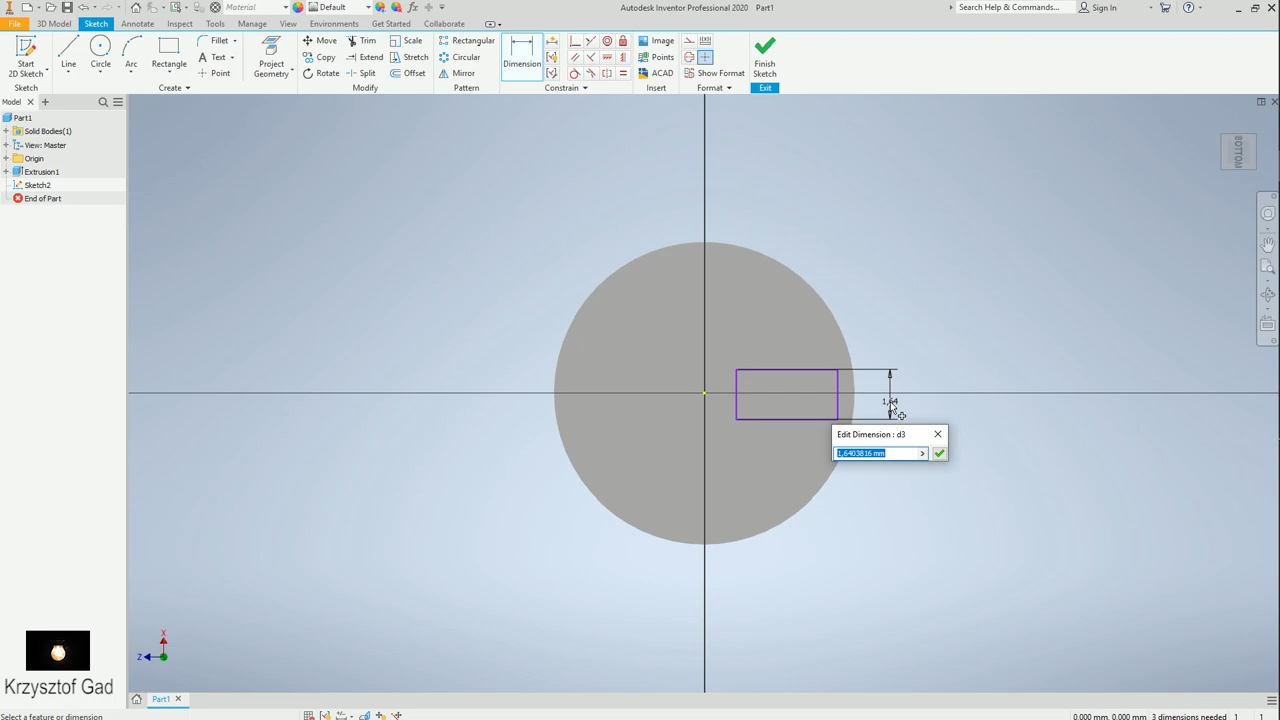 Material
Default
Autodesk Inventor Professional 2020 Part1
Search Help & Commands...
Sign In
File
3D Model
Sketch
Annotate
Inspect
Tools
Manage
View
Environments
Get Started
Collaborate
Start
2D Sketch
Line
Circle
Arc
Rectangle
Fillet
Text
Point
Project
Geometry
Move
Copy
Rotate
Trim
Extend
Split
Scale
Stretch
Offset
Rectangular
Circular
Mirror
Dimension
Image
Points
ACAD
Show Format
Finish
Sketch
Sketch
Create
Modify
Pattern
Constrain
Insert
Format
Exit
Model
Part1
Solid Bodies(1)
View: Master
Origin
Extrusion1
Sketch2
End of Part
BOTTOM
1,64
Edit Dimension : d3
1,6403816 mm
X
Z
Krzysztof Gad
Part1
Select a feature or dimension
0.000 mm, 0.000 mm
3 dimensions needed
1
1